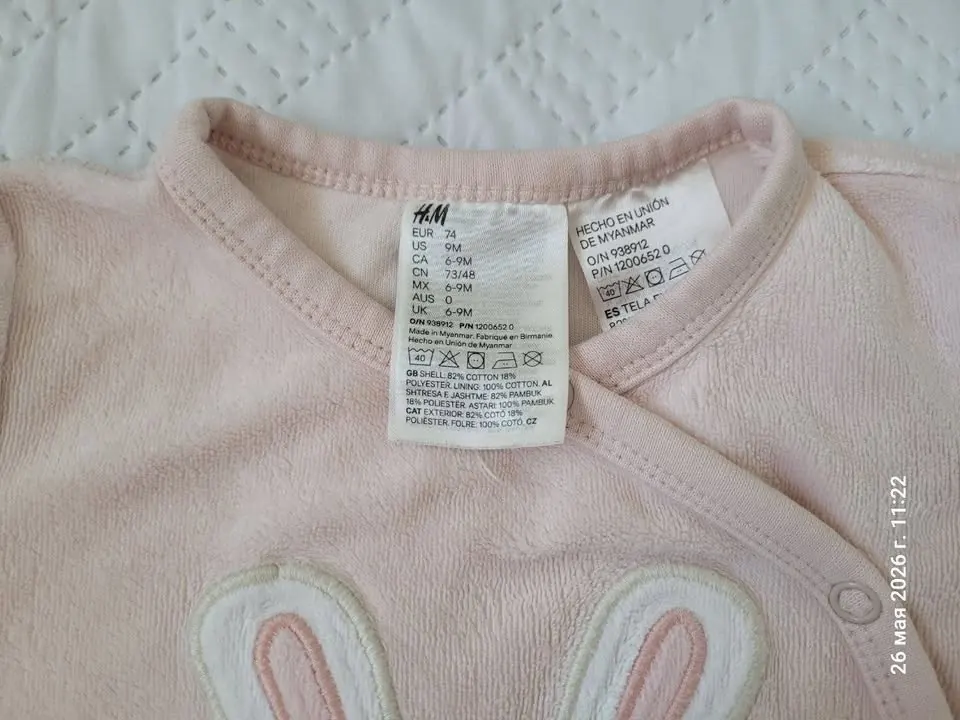 H&M
EUR 74
US 9M
CA 6-9M
CN 73/48
MX 6-9M
AUS 0
UK 6-9M
O/N 938912 P/N 1200652 0
Made in Myanmar. Fabriqué en Birmanie.
Hecho en Unión de Myanmar
40
GB SHELL: 82% COTTON 18%
POLYESTER. LINING: 100% COTTON. AL
SHTRESA E JASHTME: 82% PAMBUK
18% POLIESTËR. ASTARI: 100% PAMBUK
CAT EXTERIOR: 82% COTÓ 18%
POLIÈSTER. FOLRE: 100% COTÓ. CZ
HECHO EN UNIÓN
DE MYANMAR
O/N 938912
P/N 1200652 0
40
ES TELA
26 мая 2026 г. 11:22